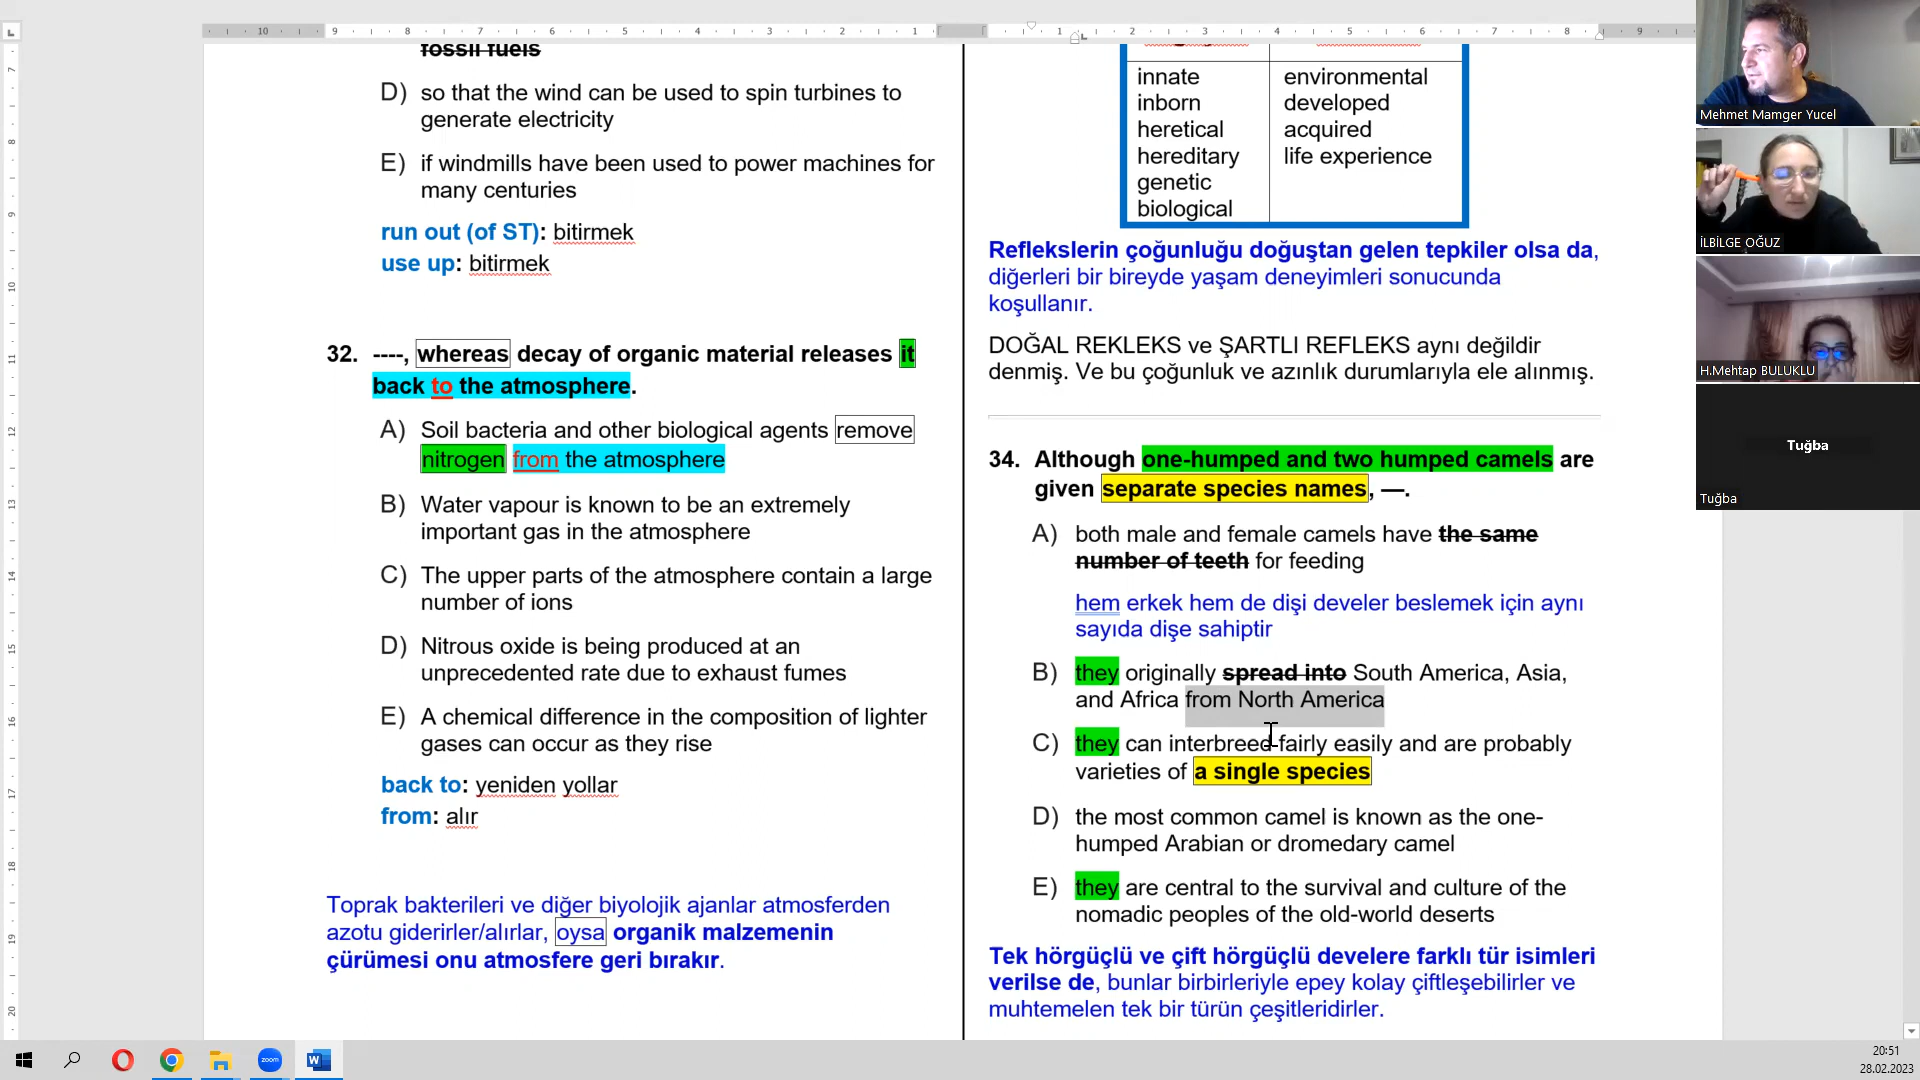 fossil fuels
D) so that the wind can be used to spin turbines to
generate electricity
E) if windmills have been used to power machines for
many centuries
run out (of ST): bitirmek
use up: bitirmek
32. ----, whereas decay of organic material releases it
back to the atmosphere.
A) Soil bacteria and other biological agents remove
nitrogen from the atmosphere
B) Water vapour is known to be an extremely
important gas in the atmosphere
C) The upper parts of the atmosphere contain a large
number of ions
D) Nitrous oxide is being produced at an
unprecedented rate due to exhaust fumes
E) A chemical difference in the composition of lighter
gases can occur as they rise
back to: yeniden yollar
from: alır
Toprak bakterileri ve diğer biyolojik ajanlar atmosferden
azotu giderirler/alırlar, oysa organik malzemenin
çürümesi onu atmosfere geri bırakır.
innate environmental
inborn developed
heretical acquired
hereditary life experience
genetic
biological
Reflekslerin çoğunluğu doğuştan gelen tepkiler olsa da,
diğerleri bir bireyde yaşam deneyimleri sonucunda
koşullanır.
DOĞAL REKLEKS ve ŞARTLI REFLEKS aynı değildir
denmiş. Ve bu çoğunluk ve azınlık durumlarıyla ele alınmış.
34. Although one-humped and two humped camels are
given separate species names, —.
A) both male and female camels have the same
number of teeth for feeding
hem erkek hem de dişi develer beslemek için aynı
sayıda dişe sahiptir
B) they originally spread into South America, Asia,
and Africa from North America
C) they can interbreed fairly easily and are probably
varieties of a single species
D) the most common camel is known as the one-
humped Arabian or dromedary camel
E) they are central to the survival and culture of the
nomadic peoples of the old-world deserts
Tek hörgüçlü ve çift hörgüçlü develere farklı tür isimleri
verilse de, bunlar birbirleriyle epey kolay çiftleşebilirler ve
muhtemelen tek bir türün çeşitleridirler.
Mehmet Mamger Yucel
İLBİLGE OĞUZ
H.Mehtap BULUKLU
Tuğba
Tuğba
zoom
20:51
28.02.2023